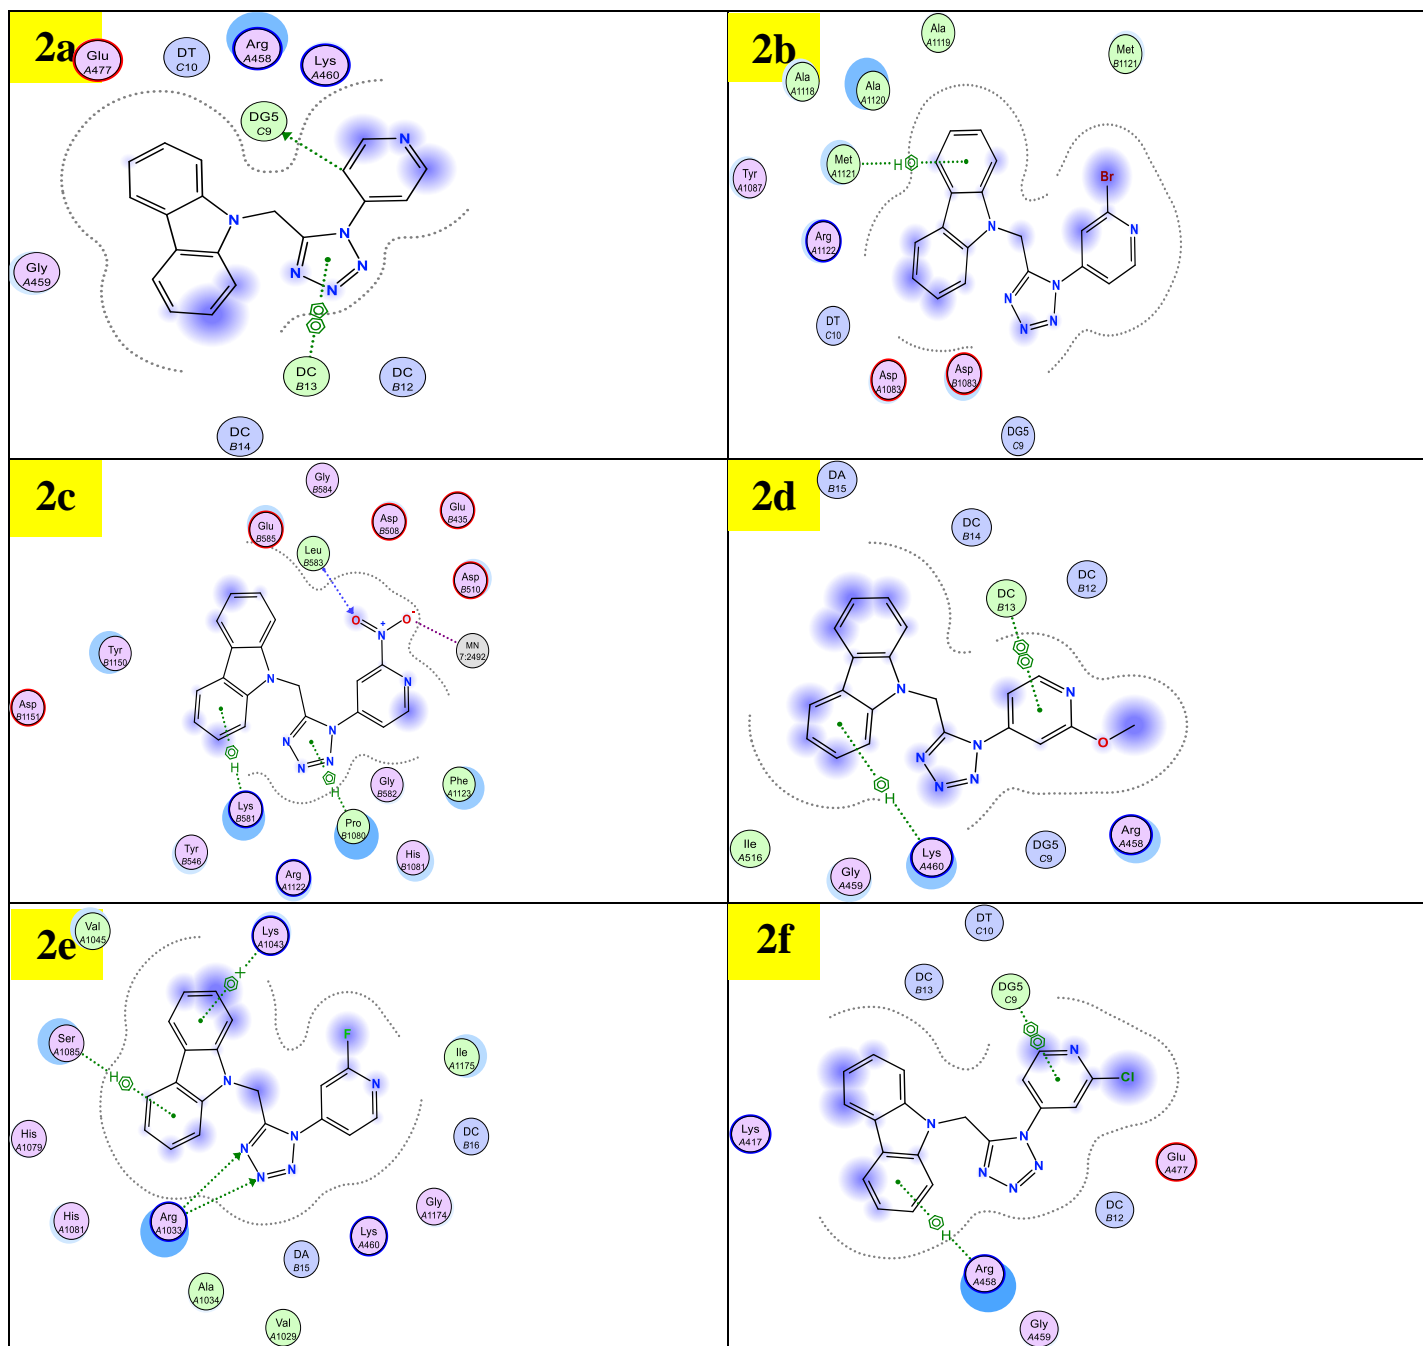 2a
Glu
A477
DT
C10
Arg
A458
Lys
A460
DG5
C9
N
N
N
N
N
N
Gly
A459
DC
B13
DC
B12
DC
B14
2b
Ala
A1119
Met
B1121
Ala
A1118
Ala
A1120
Met
A1121
H
Tyr
A1087
Br
Arg
A1122
N
N
N
N
N
N
DT
C10
Asp
A1083
Asp
B1083
DG5
C9
2c
Gly
B584
Glu
B585
Asp
B508
Glu
B435
Leu
B583
Asp
B510
O
N
+
O
-
MN
7:2492
Tyr
B1150
N
N
Asp
B1151
N
N
N
N
H
H
Gly
B582
Phe
A1123
Lys
B581
Pro
B1080
Tyr
B546
His
B1081
Arg
A1122
2d
DA
B15
DC
B14
DC
B12
DC
B13
N
N
N
O
N
N
N
H
Ile
A516
Gly
A459
Lys
A460
DG5
C9
Arg
A458
2e
Val
A1045
Lys
A1043
Ser
A1085
H
F
Ile
A1175
N
N
His
A1079
N
N
N
N
DC
B16
His
A1081
Arg
A1033
Lys
A460
Gly
A1174
DA
B15
Ala
A1034
Val
A1029
2f
DT
C10
DC
B13
DG5
C9
N
Cl
Lys
A417
N
N
N
N
N
Glu
A477
H
DC
B12
Arg
A458
Gly
A459